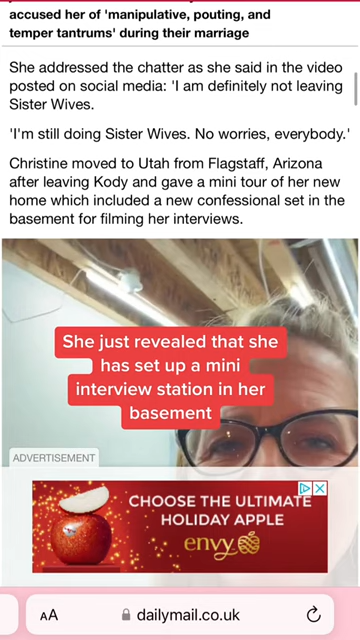 accused her of 'manipulative, pouting, and
temper tantrums' during their marriage
She addressed the chatter as she said in the video
posted on social media: 'I am definitely not leaving
Sister Wives.
'I'm still doing Sister Wives. No worries, everybody.'
Christine moved to Utah from Flagstaff, Arizona
after leaving Kody and gave a mini tour of her new
home which included a new confessional set in the
basement for filming her interviews.
She just revealed that she
has set up a mini
interview station in her
basement
ADVERTISEMENT
CHOOSE THE ULTIMATE
HOLIDAY APPLE
envy
AA
dailymail.co.uk